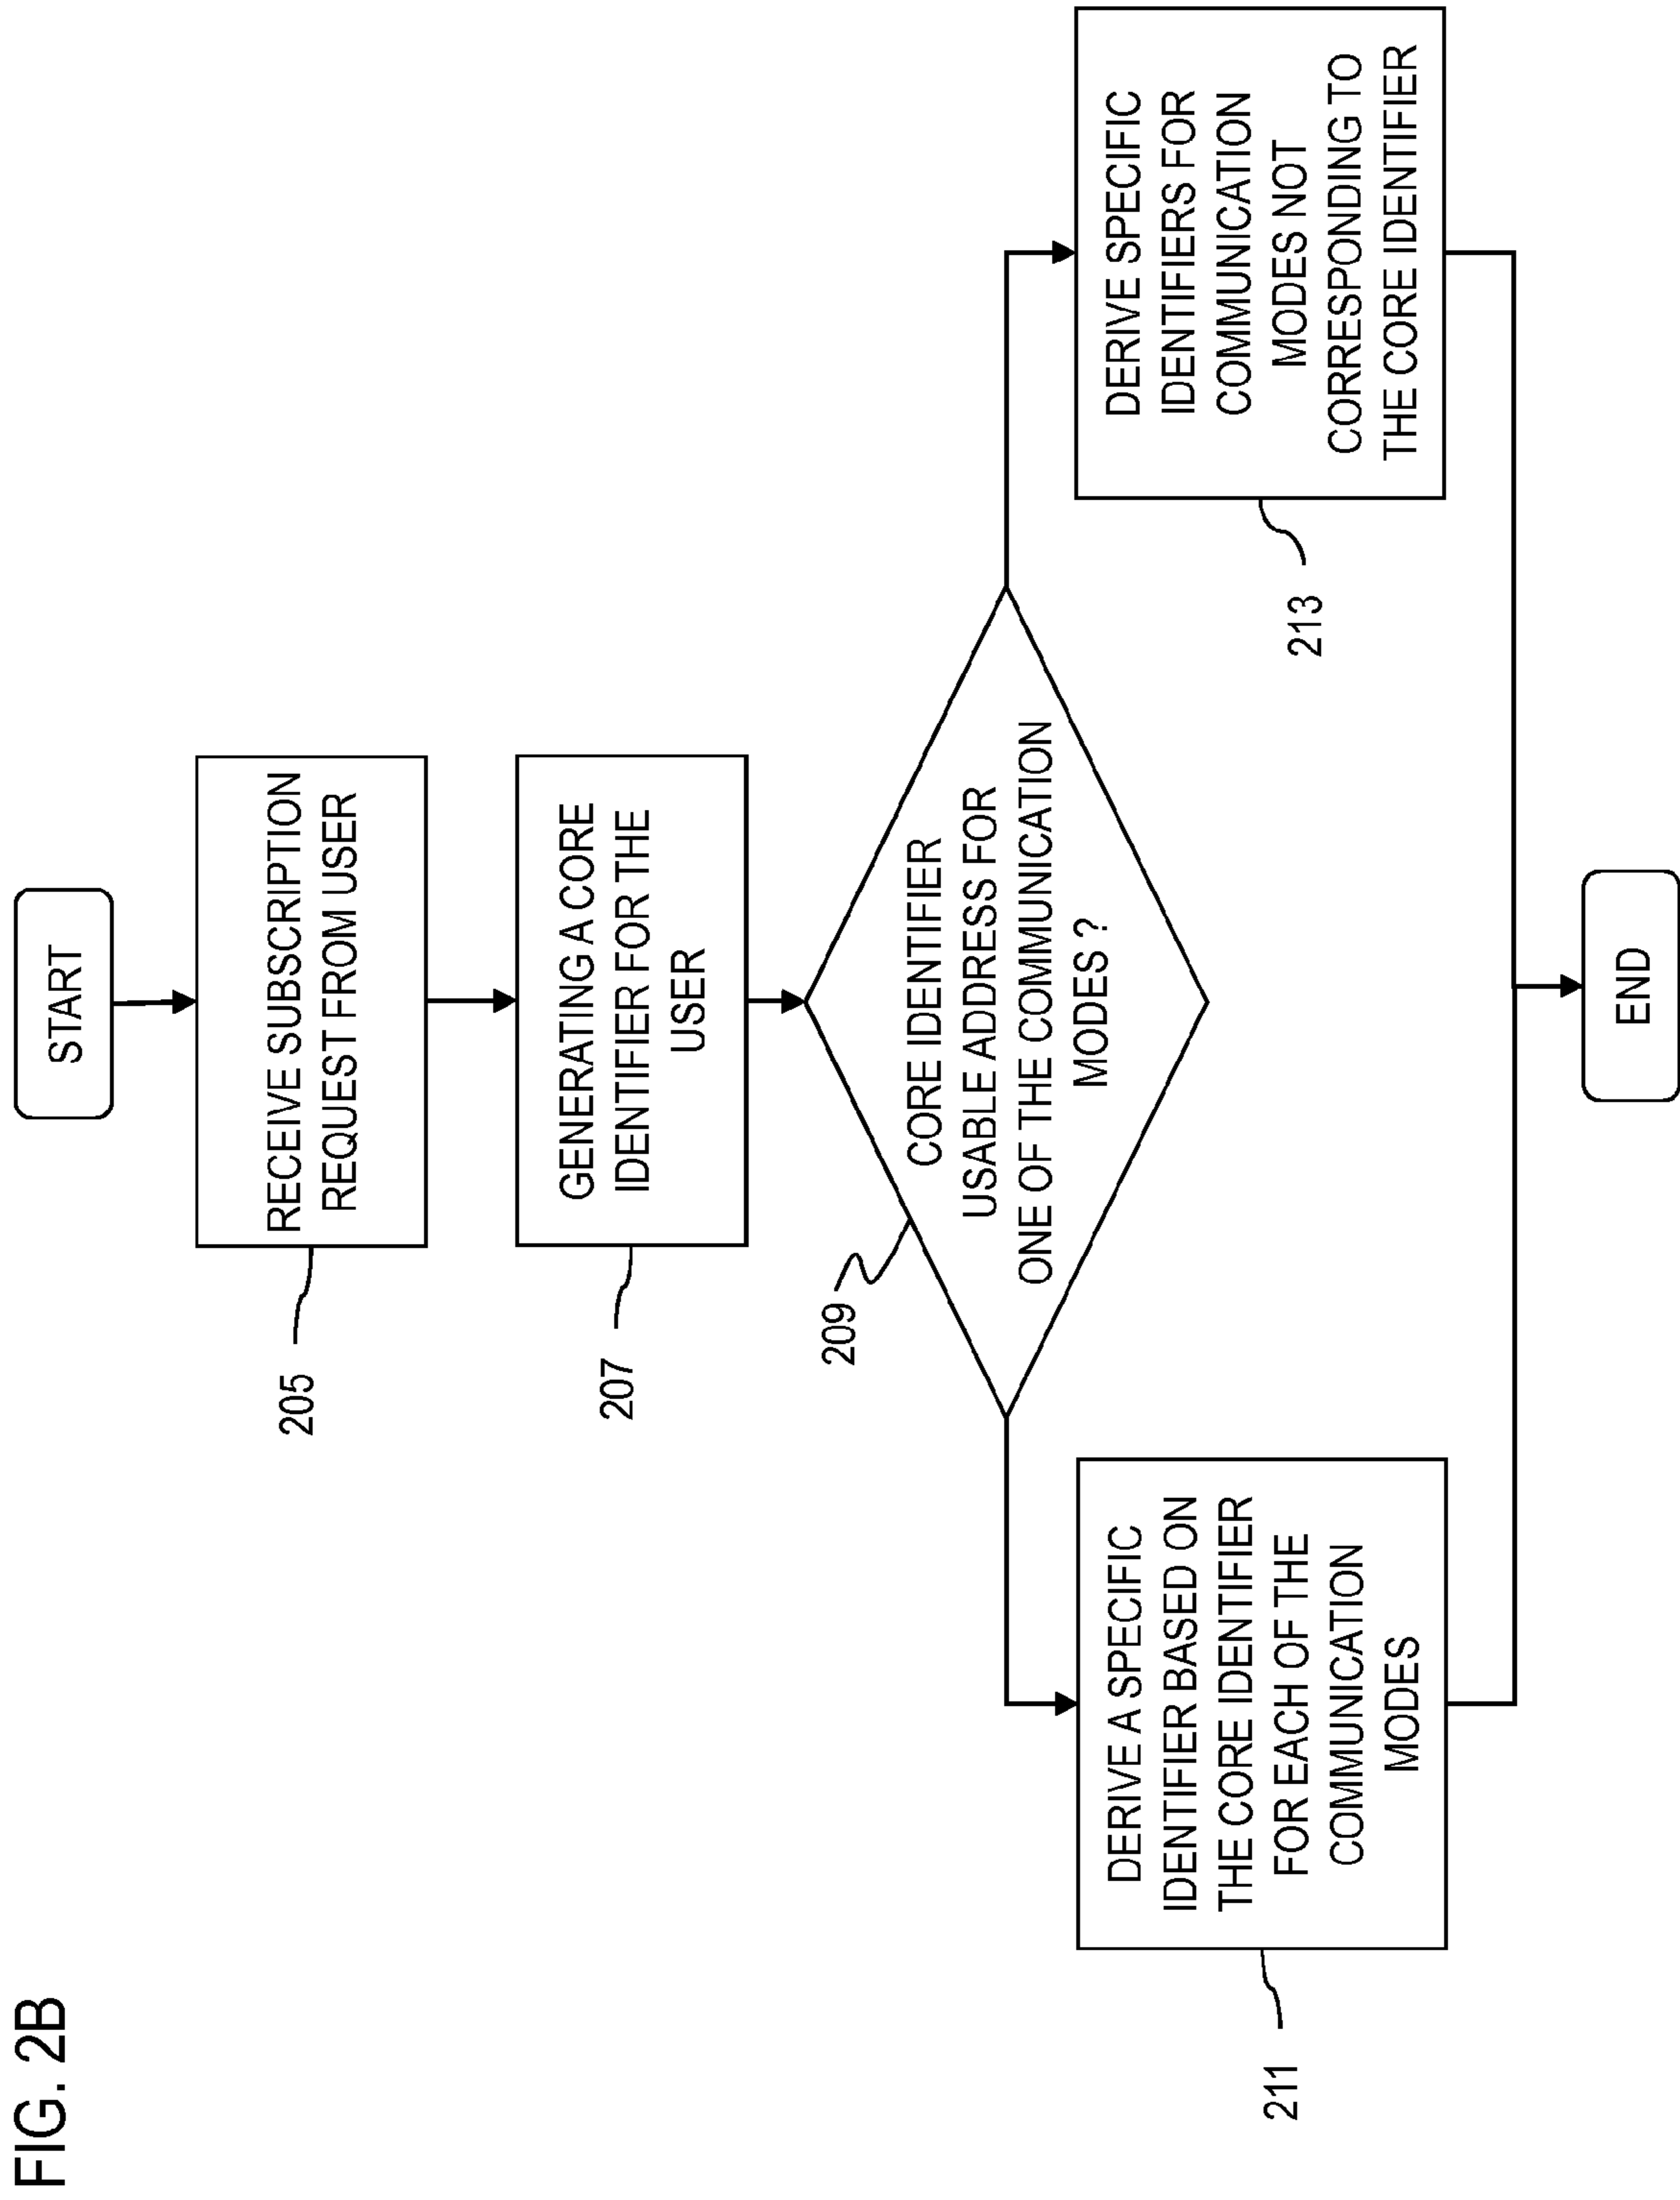 FIG. 2B
START
RECEIVE SUBSCRIPTION
REQUEST FROM USER
205
GENERATING A CORE
IDENTIFIER FOR THE
USER
207
CORE IDENTIFIER
USABLE ADDRESS FOR
ONE OF THE COMMUNICATION
MODES ?
209
DERIVE A SPECIFIC
IDENTIFIER BASED ON
THE CORE IDENTIFIER
FOR EACH OF THE
COMMUNICATION
MODES
211
DERIVE SPECIFIC
IDENTIFIERS FOR
COMMUNICATION
MODES NOT
CORRESPONDING TO
THE CORE IDENTIFIER
213
END